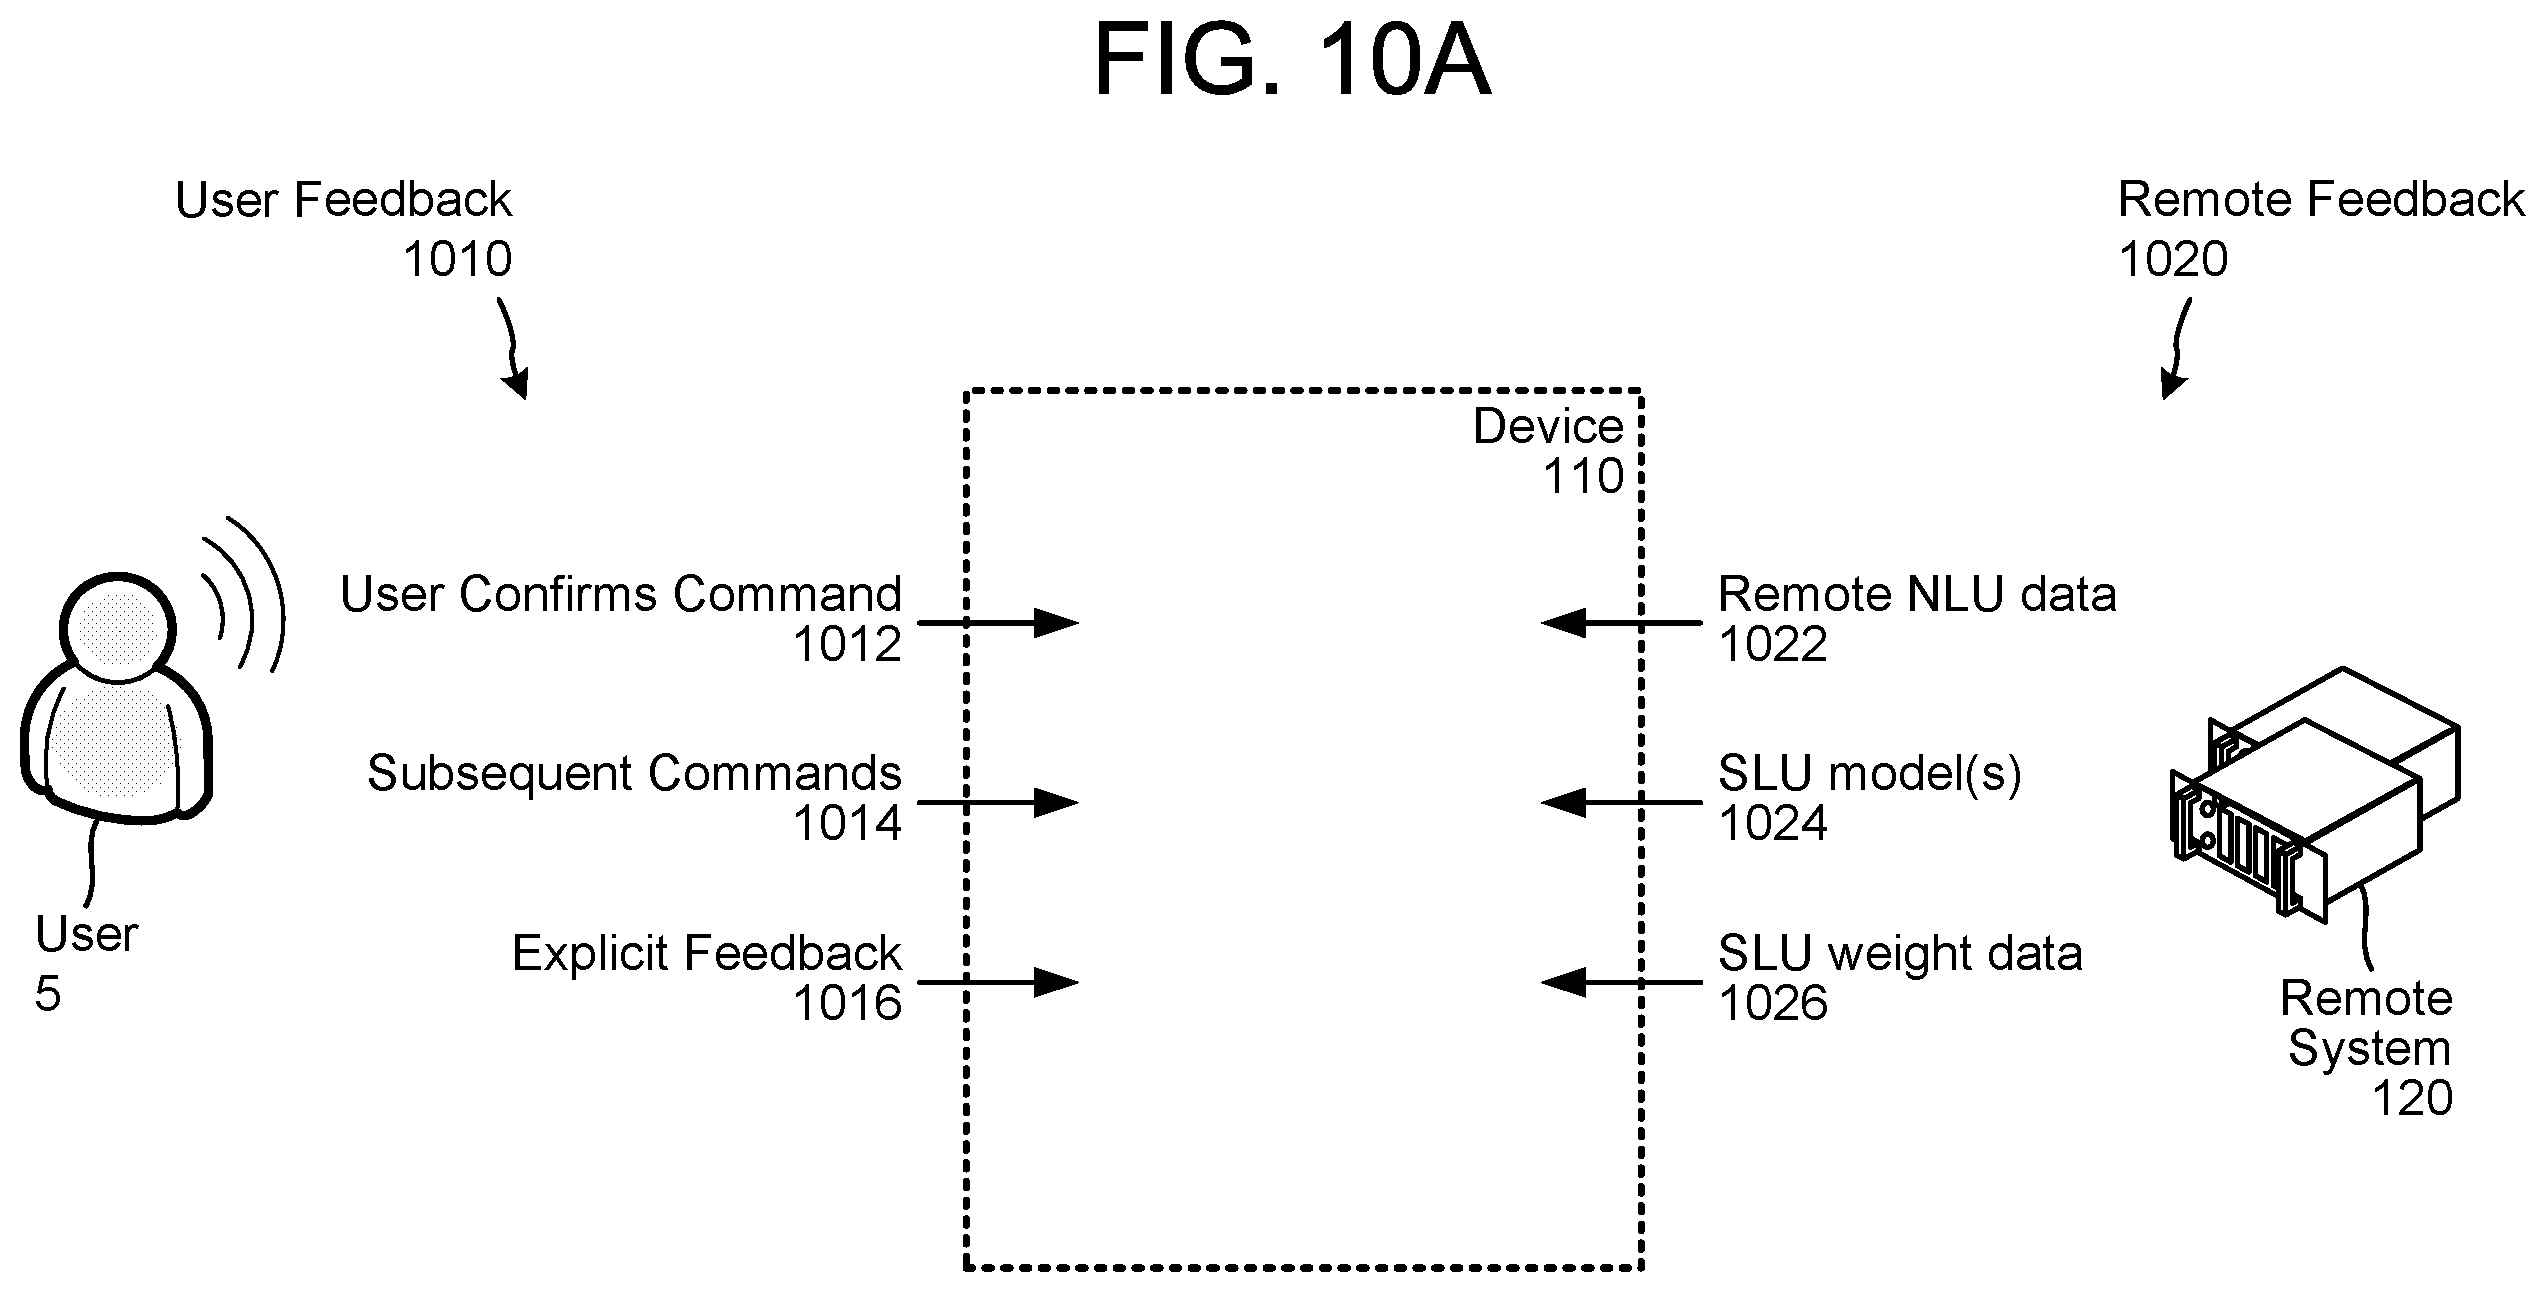 FIG. 10A
User Feedback
1010
Remote Feedback
1020
Device
110
User Confirms Command
1012
Remote NLU data
1022
Subsequent Commands
1014
SLU model(s)
1024
Explicit Feedback
1016
SLU weight data
1026
User
5
Remote
System
120